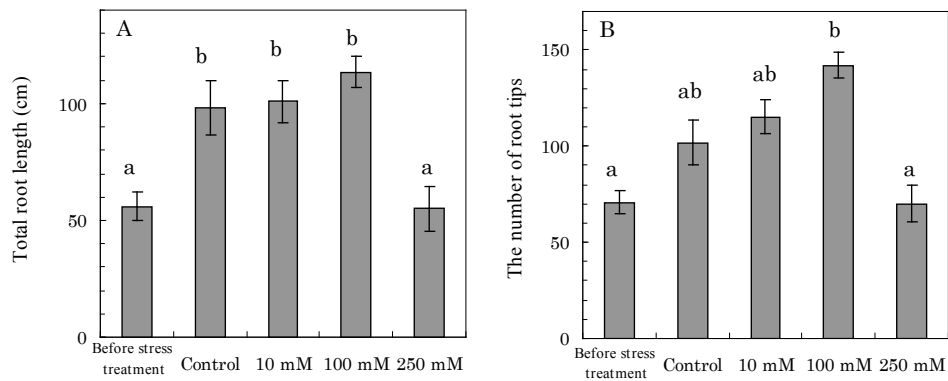 A
b
b
b
a
a
Total root length (cm)
100
50
0
Before stress
treatment
Control
10 mM
100 mM
250 mM
B
b
ab
ab
a
a
The number of root tips
150
100
50
0
Before stress
treatment
Control
10 mM
100 mM
250 mM